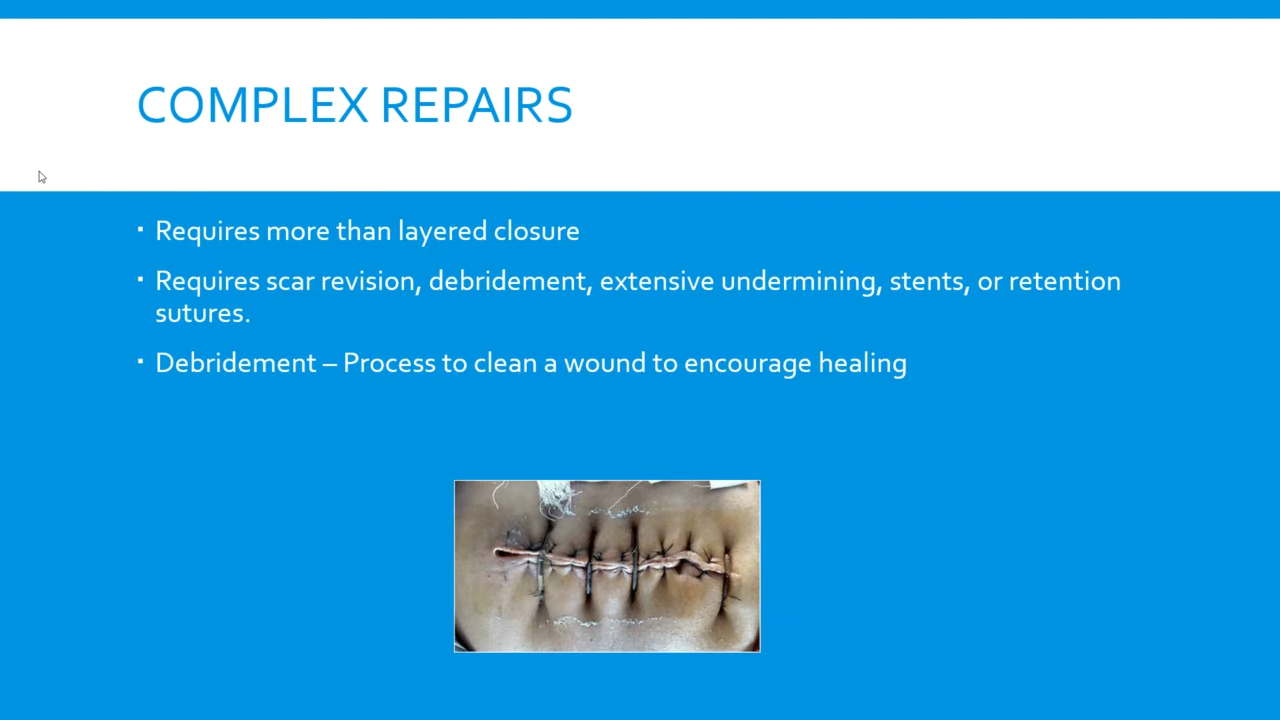 COMPLEX REPAIRS
▪ Requires more than layered closure
▪ Requires scar revision, debridement, extensive undermining, stents, or retention
sutures.
▪ Debridement – Process to clean a wound to encourage healing